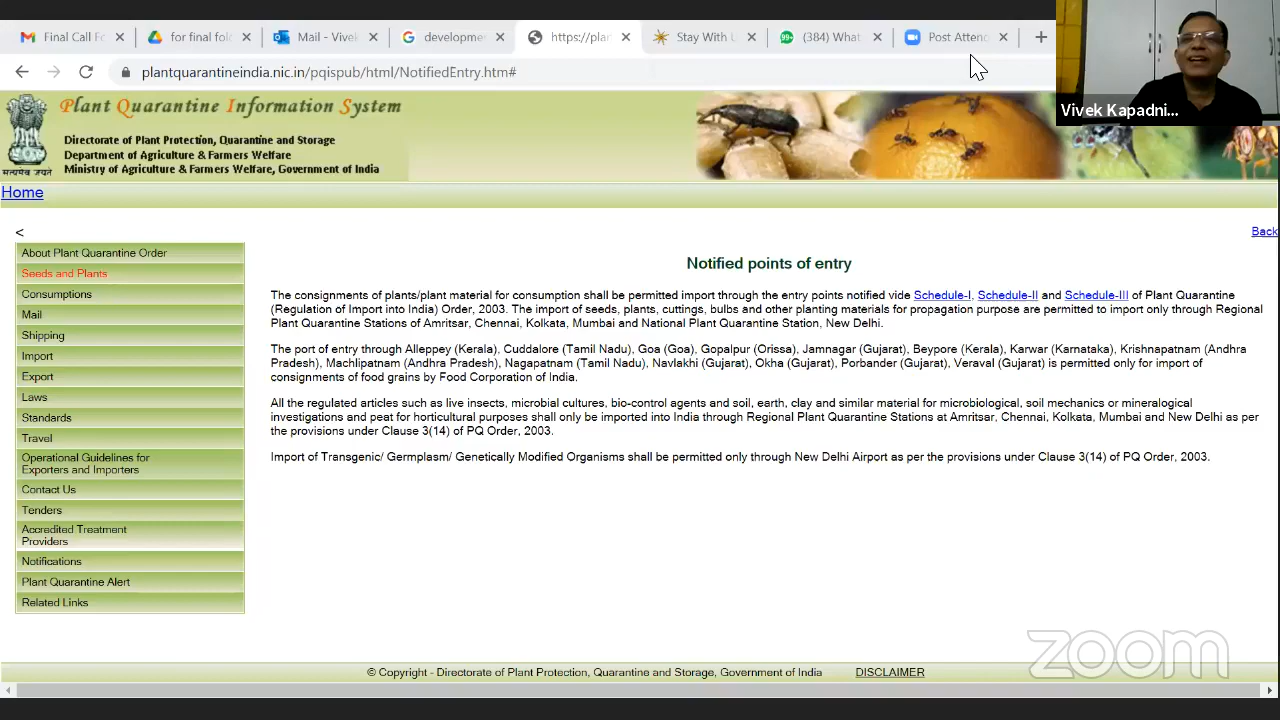 Final Call Fo
for final fold
Mail - Vivek
developme
https://plan
Stay With U
(384) What
Post Attend
plantquarantineindia.nic.in/pqispub/html/NotifiedEntry.htm#
Vivek Kapadni...
Plant Quarantine Information System
Directorate of Plant Protection, Quarantine and Storage
Department of Agriculture & Farmers Welfare
Ministry of Agriculture & Farmers Welfare, Government of India
सत्यमेव जयते
Home
<
Back
About Plant Quarantine Order
Seeds and Plants
Consumptions
Mail
Shipping
Import
Export
Laws
Standards
Travel
Operational Guidelines for
Exporters and Importers
Contact Us
Tenders
Accredited Treatment
Providers
Notifications
Plant Quarantine Alert
Related Links
Notified points of entry
The consignments of plants/plant material for consumption shall be permitted import through the entry points notified vide Schedule-I, Schedule-II and Schedule-III of Plant Quarantine
(Regulation of Import into India) Order, 2003. The import of seeds, plants, cuttings, bulbs and other planting materials for propagation purpose are permitted to import only through Regional
Plant Quarantine Stations of Amritsar, Chennai, Kolkata, Mumbai and National Plant Quarantine Station, New Delhi.
The port of entry through Alleppey (Kerala), Cuddalore (Tamil Nadu), Goa (Goa), Gopalpur (Orissa), Jamnagar (Gujarat), Beypore (Kerala), Karwar (Karnataka), Krishnapatnam (Andhra
Pradesh), Machlipatnam (Andhra Pradesh), Nagapatnam (Tamil Nadu), Navlakhi (Gujarat), Okha (Gujarat), Porbander (Gujarat), Veraval (Gujarat) is permitted only for import of
consignments of food grains by Food Corporation of India.
All the regulated articles such as live insects, microbial cultures, bio-control agents and soil, earth, clay and similar material for microbiological, soil mechanics or mineralogical
investigations and peat for horticultural purposes shall only be imported into India through Regional Plant Quarantine Stations at Amritsar, Chennai, Kolkata, Mumbai and New Delhi as per
the provisions under Clause 3(14) of PQ Order, 2003.
Import of Transgenic/ Germplasm/ Genetically Modified Organisms shall be permitted only through New Delhi Airport as per the provisions under Clause 3(14) of PQ Order, 2003.
zoom
© Copyright - Directorate of Plant Protection, Quarantine and Storage, Government of India
DISCLAIMER